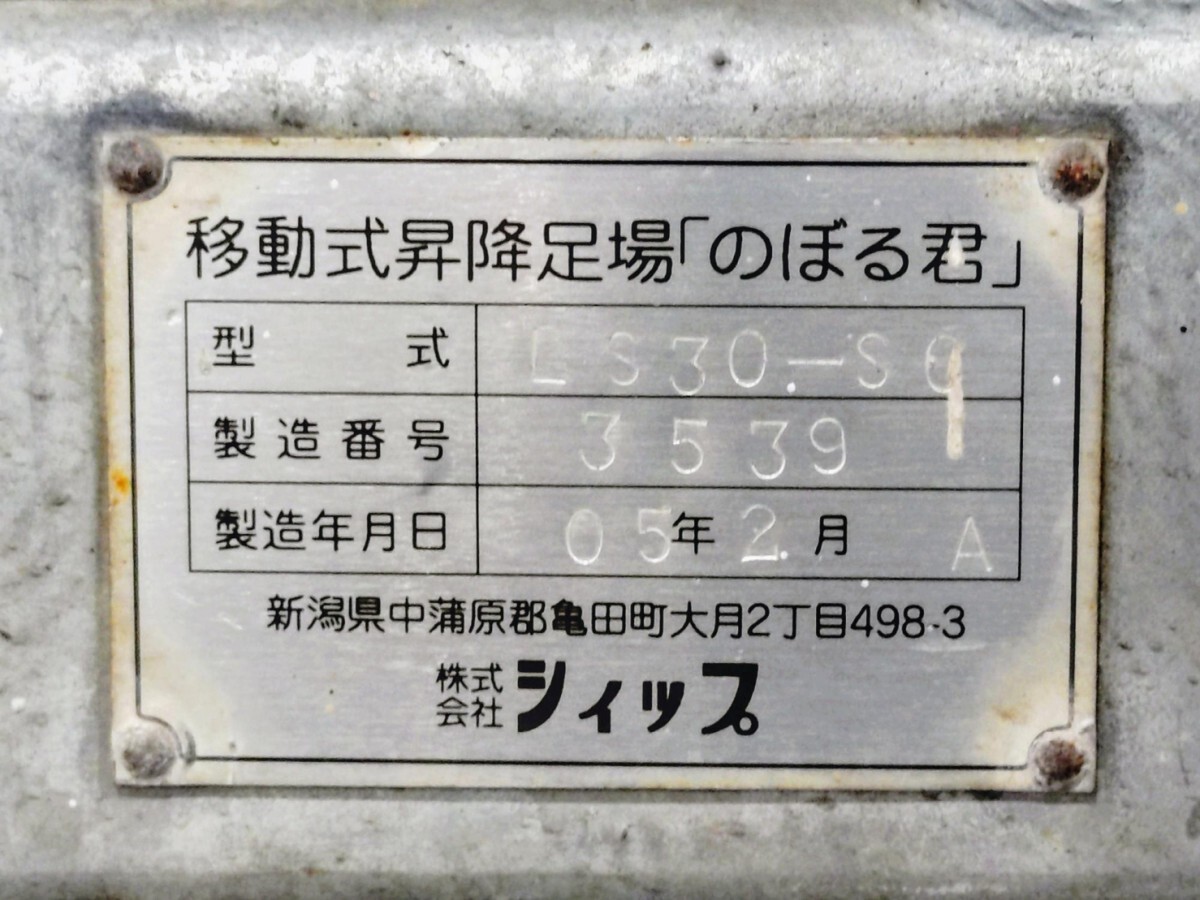 移動式昇降足場「のぼる君」
型式 LS30-S
製造番号 3539
製造年月日 05年2月 A
新潟県中蒲原郡亀田町大月2丁目498-3
株式会社シィップ